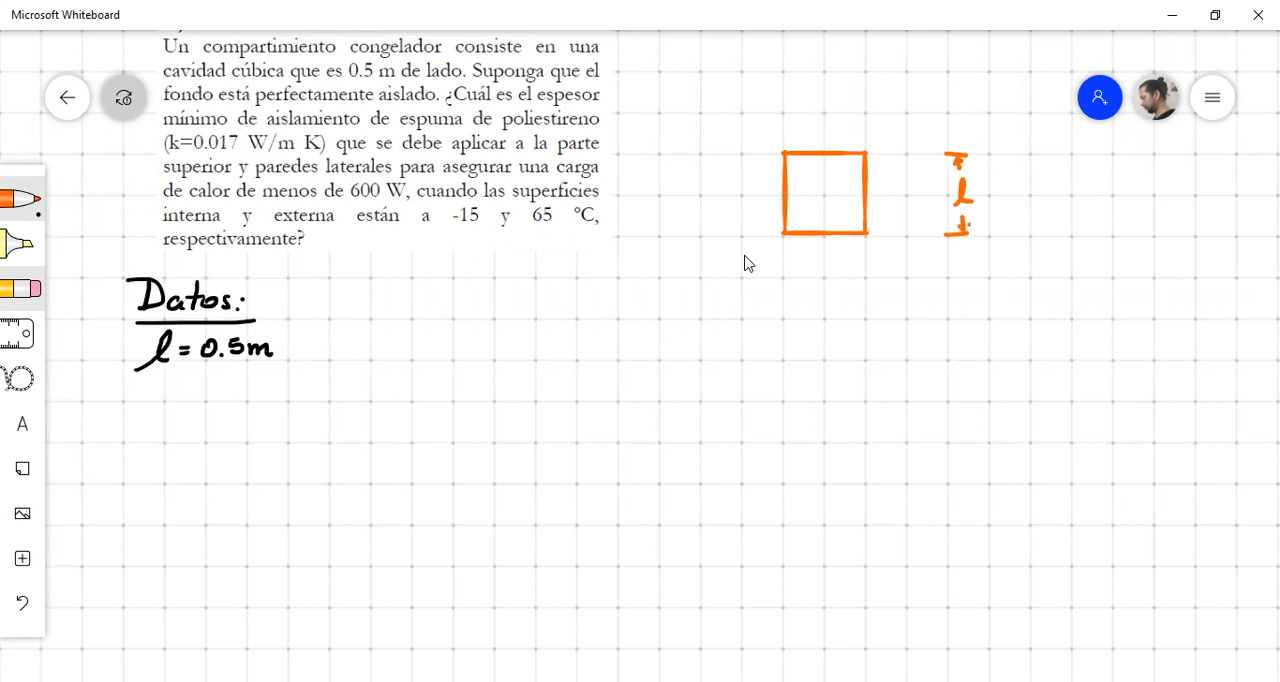 Microsoft Whiteboard
Un compartimiento congelador consiste en una
cavidad cúbica que es 0.5 m de lado. Suponga que el
fondo está perfectamente aislado. ¿Cuál es el espesor
mínimo de aislamiento de espuma de poliestireno
(k=0.017 W/m K) que se debe aplicar a la parte
superior y paredes laterales para asegurar una carga
de calor de menos de 600 W, cuando las superficies
interna y externa están a -15 y 65 ºC,
respectivamente?
l
Datos:
l = 0.5m
A